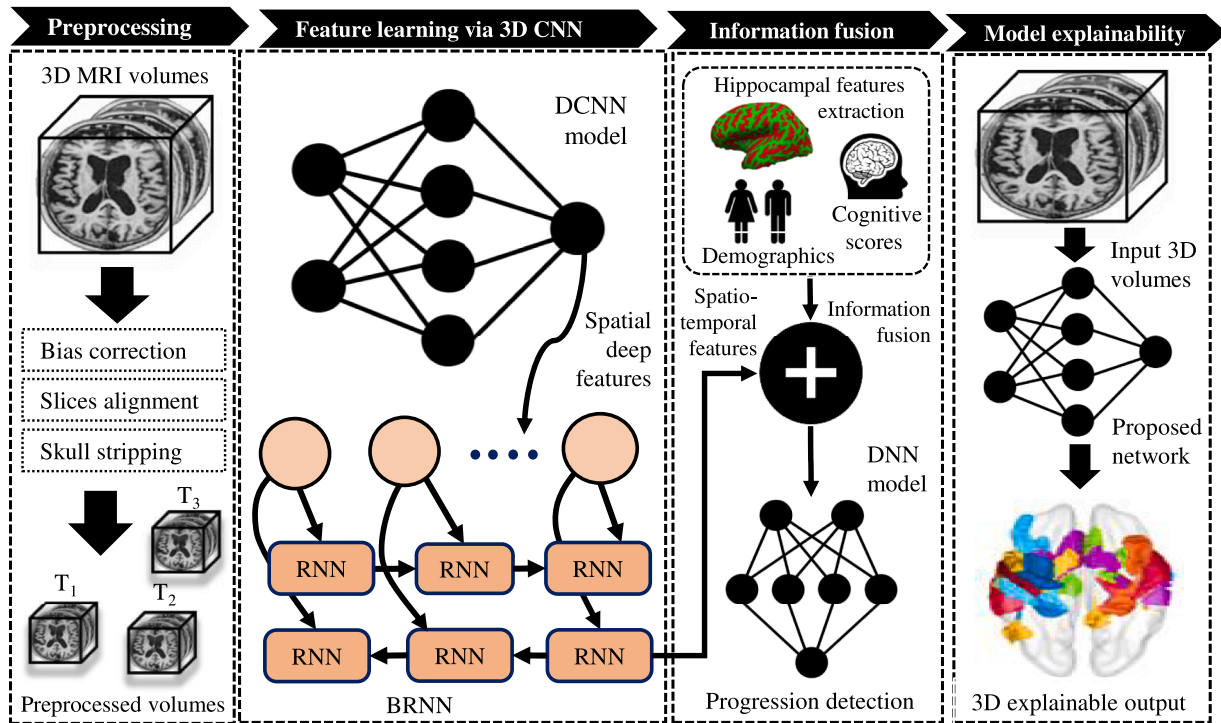 Preprocessing
Feature learning via 3D CNN
Information fusion
Model explainability
3D MRI volumes
Bias correction
Slices alignment
Skull stripping
T3
T1
T2
Preprocessed volumes
DCNN
model
Spatial
deep
features
RNN
RNN
RNN
RNN
RNN
RNN
BRNN
Hippocampal features
extraction
Cognitive
scores
Demographics
Spatio-
temporal
features
Information
fusion
DNN
model
Progression detection
Input 3D
volumes
Proposed
network
3D explainable output